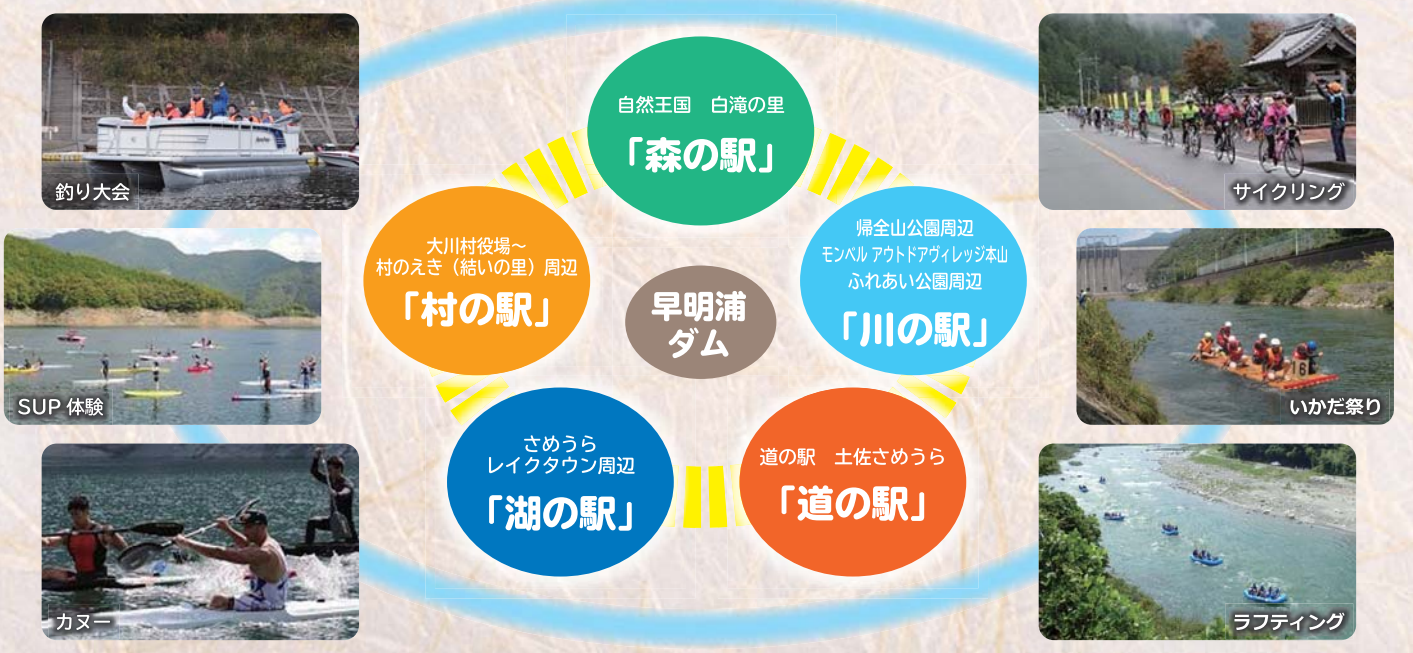 自然王国　白滝の里
「森の駅」
釣り大会
サイクリング
大川村役場～
村のえき（結いの里）周辺
「村の駅」
帰全山公園周辺
モンベル アウトドアヴィレッジ本山
ふれあい公園周辺
「川の駅」
早明浦
ダム
SUP 体験
いかだ祭り
16
さめうら
レイクタウン周辺
「湖の駅」
道の駅　土佐さめうら
「道の駅」
カヌー
ラフティング